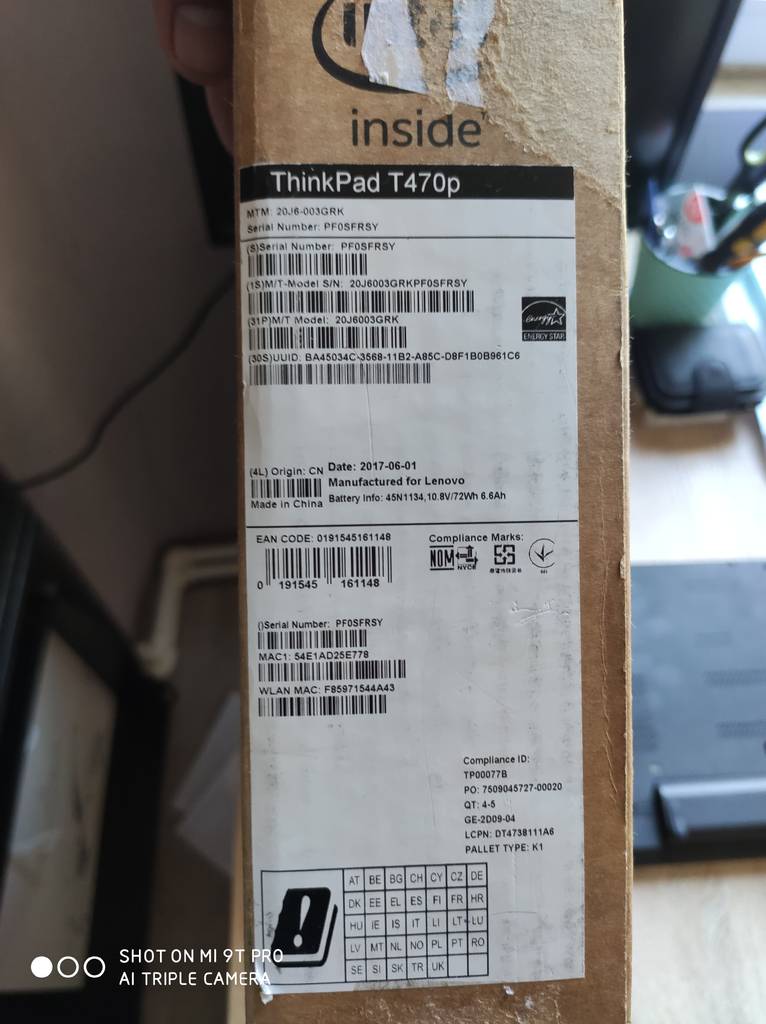 inside
ThinkPad T470p
MTM: 20J6-003GRK
Serial Number: PF0SFRSY
(S)Serial Number: PF0SFRSY
(1S)M/T-Model S/N: 20J6003GRKPF0SFRSY
(31P)M/T Model: 20J6003GRK
(30S)UUID: BA45034C-3568-11B2-A85C-D8F1B0B961C6
ENERGY STAR
(4L) Origin: CN
Made in China
Date: 2017-06-01
Manufactured for Lenovo
Battery Info: 45N1134,10.8V/72Wh 6.6Ah
EAN CODE: 0191545161148
0 191545 161148
Compliance Marks:
NOM NYCE
()Serial Number: PF0SFRSY
MAC1: 54E1AD25E778
WLAN MAC: F85971544A43
Compliance ID:
TP00077B
PO: 7509045727-00020
QT: 4-5
GE-2D09-04
LCPN: DT4738111A6
PALLET TYPE: K1
AT BE BG CH CY CZ DE
DK EE EL ES FI FR HR
HU IE IS IT LI LT LU
LV MT NL NO PL PT RO
SE SI SK TR UK
SHOT ON MI 9T PRO
AI TRIPLE CAMERA